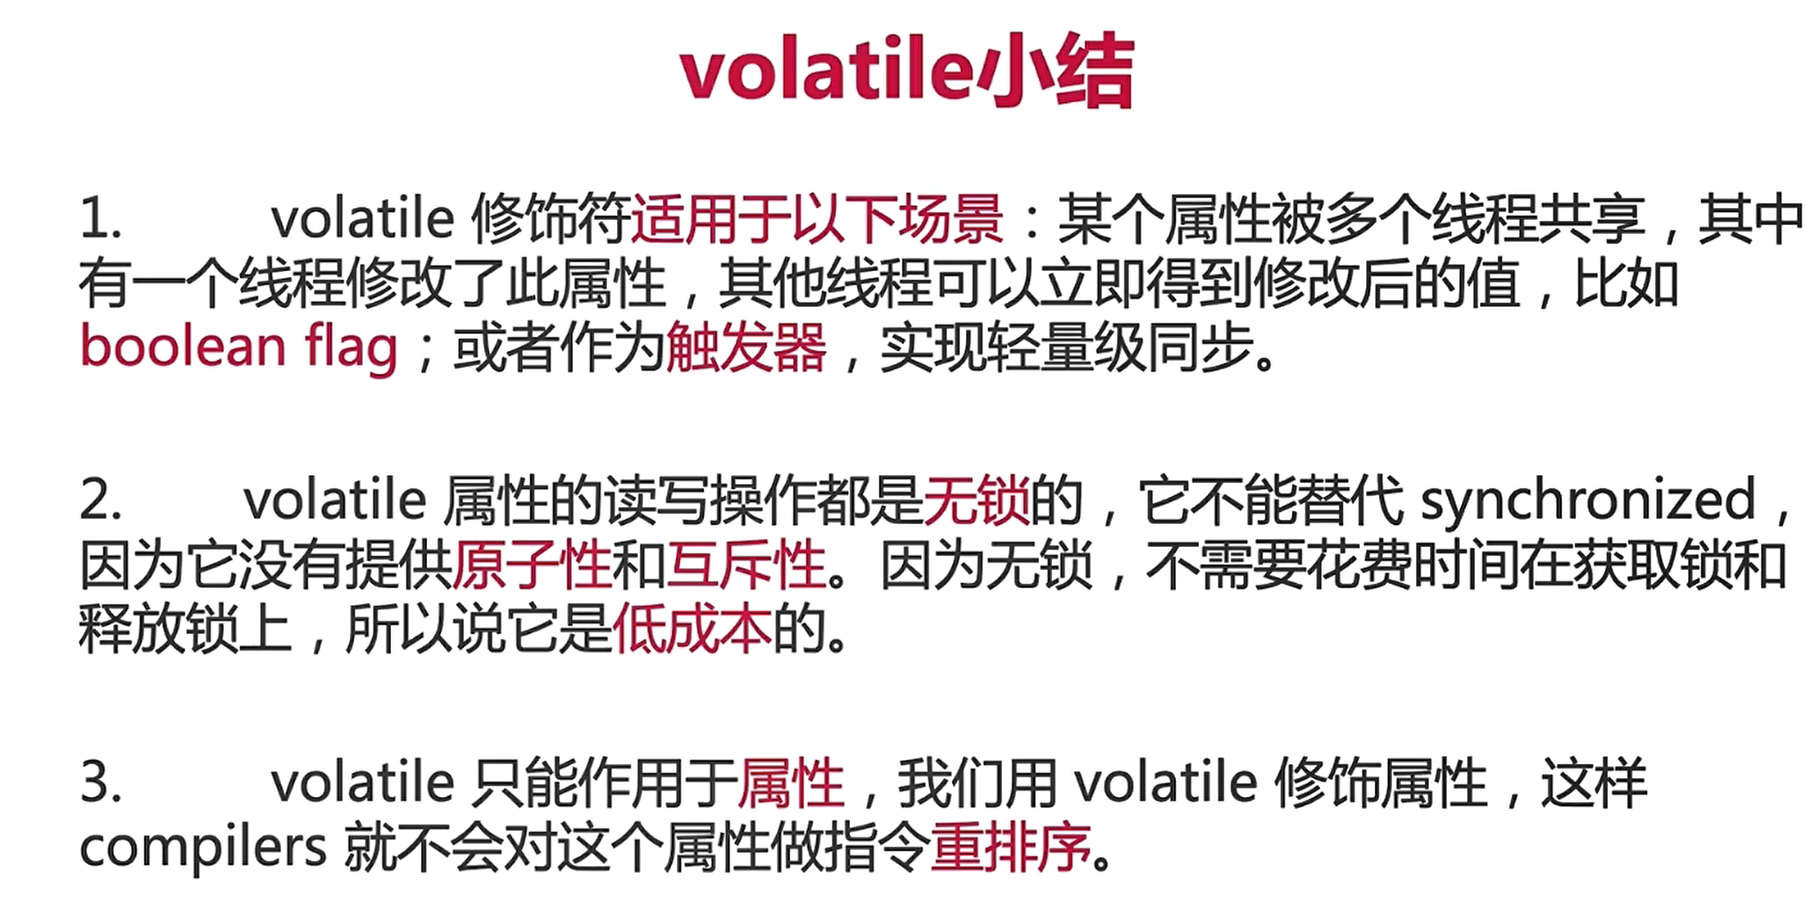 volatile小结
1. volatile 修饰符适用于以下场景：某个属性被多个线程共享，其中
有一个线程修改了此属性，其他线程可以立即得到修改后的值，比如
boolean flag；或者作为触发器，实现轻量级同步。
2. volatile 属性的读写操作都是无锁的，它不能替代 synchronized，
因为它没有提供原子性和互斥性。因为无锁，不需要花费时间在获取锁和
释放锁上，所以说它是低成本的。
3. volatile 只能作用于属性，我们用 volatile 修饰属性，这样
compilers 就不会对这个属性做指令重排序。